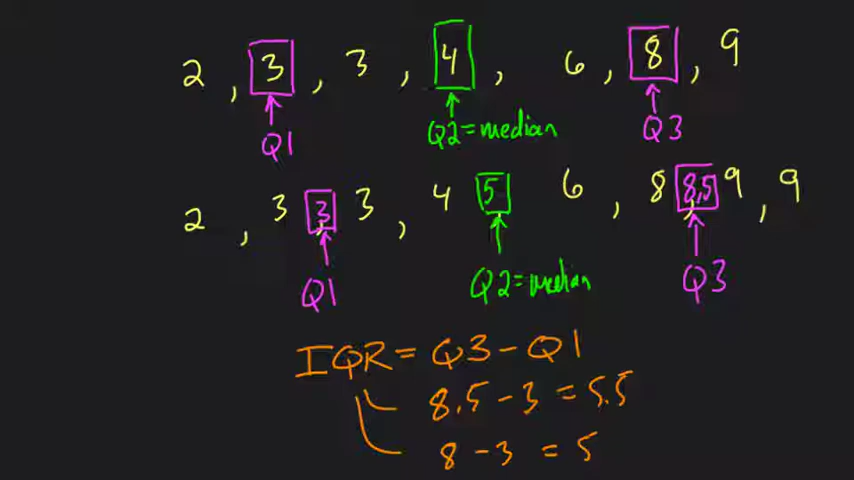 2 , 3 , 3 , 4 , 6 , 8 , 9
Q1 Q2=median Q3
2 , 3 3 3 , 4 5 6 , 8 8.5 9 , 9
Q1 Q2=median Q3
IQR = Q3 - Q1
8.5 - 3 = 5.5
8 - 3 = 5